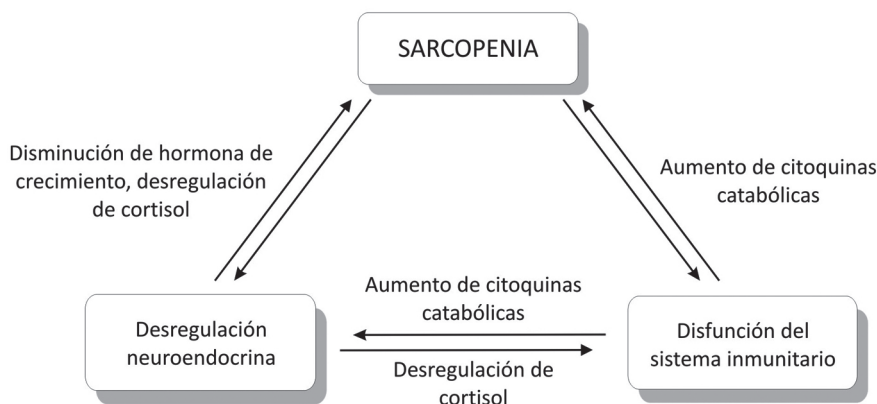 SARCOPENIA
Disminución de hormona de
crecimiento, desregulación
de cortisol
Aumento de citoquinas
catabólicas
Aumento de citoquinas
catabólicas
Desregulación
neuroendocrina
Desregulación de
cortisol
Disfunción del
sistema inmunitario